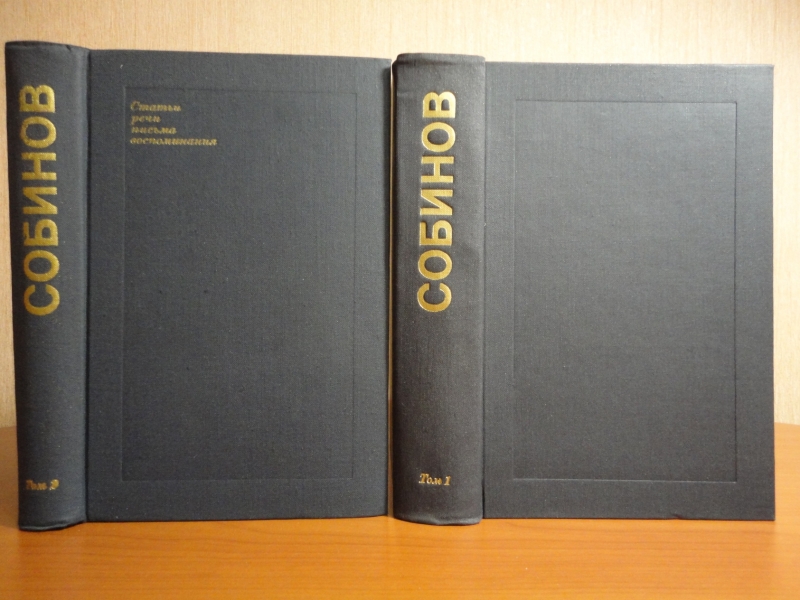 СОБИНОВ
Том 2
Статьи
речи
письма
воспоминания
СОБИНОВ
Том 1